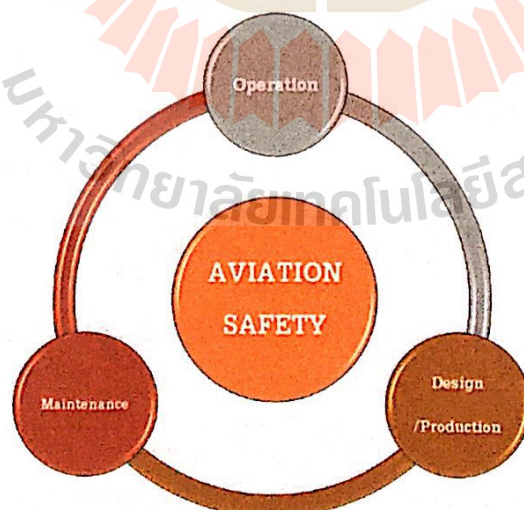 Operation
มหาวิทยาลัยเทคโนโลยีส
AVIATION
SAFETY
Maintenance
Design
/Production